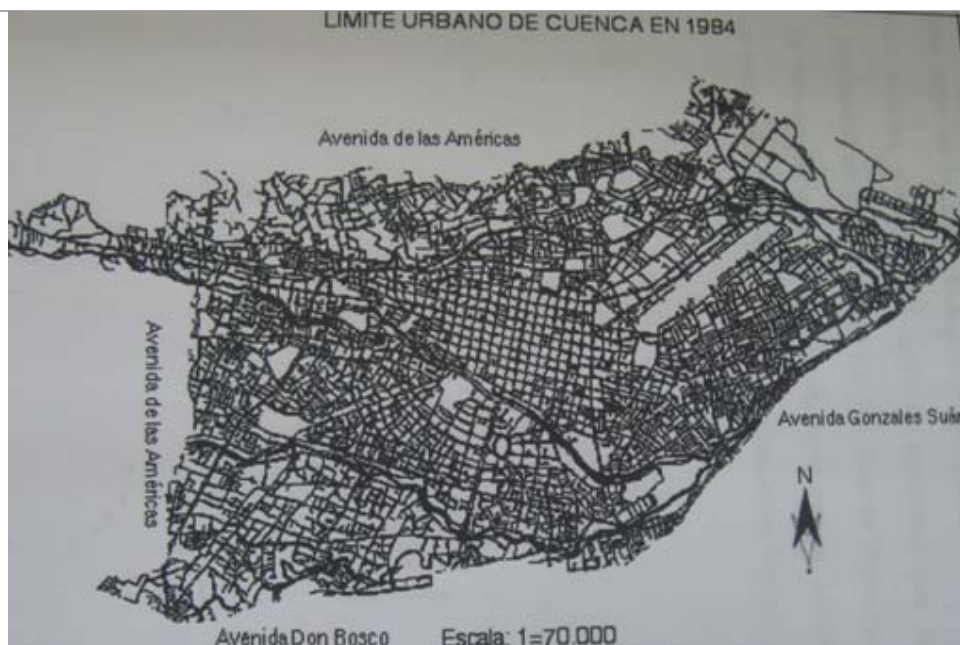 LIMITE URBANO DE CUENCA EN 1984
Avenida de las Américas
Avenida de las Américas
Avenida Gonzales Suár
N
Avenida Don Bosco
Escala: 1=70.000